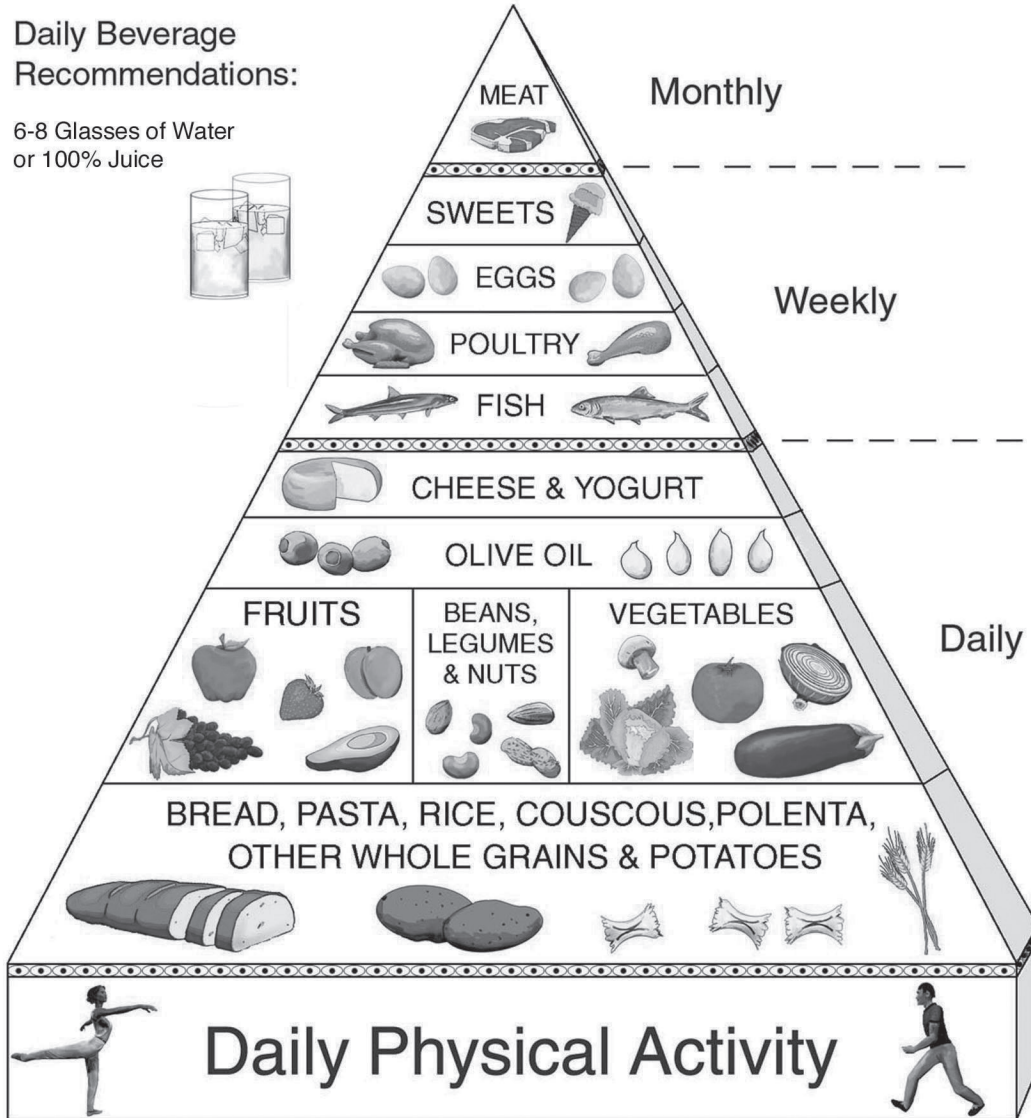 Daily Beverage
Recommendations:
6-8 Glasses of Water
or 100% Juice
MEAT
Monthly
SWEETS
EGGS
Weekly
POULTRY
FISH
CHEESE & YOGURT
OLIVE OIL
FRUITS
BEANS,
LEGUMES
& NUTS
VEGETABLES
Daily
BREAD, PASTA, RICE, COUSCOUS,POLENTA,
OTHER WHOLE GRAINS & POTATOES
Daily Physical Activity